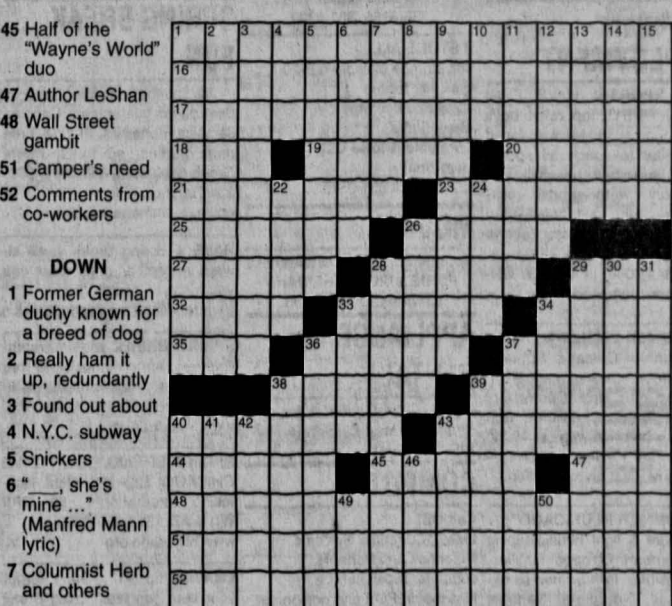 45 Half of the
"Wayne's World"
duo
47 Author LeShan
48 Wall Street
gambit
51 Camper's need
52 Comments from
co-workers
DOWN
1 Former German
duchy known for
a breed of dog
2 Really ham it
up, redundantly
3 Found out about
4 N.Y.C. subway
5 Snickers
6 "___, she's
mine ..."
(Manfred Mann
lyric)
7 Columnist Herb
and others
1 2 3 4 5 6 7 8 9 10 11 12 13 14 15
16
17
18 19 20
21 22 23 24
25 26
27 28 29 30 31
32 33 34
35 36 37
38 39
40 41 42 43
44 45 46 47
48 49 50
51
52